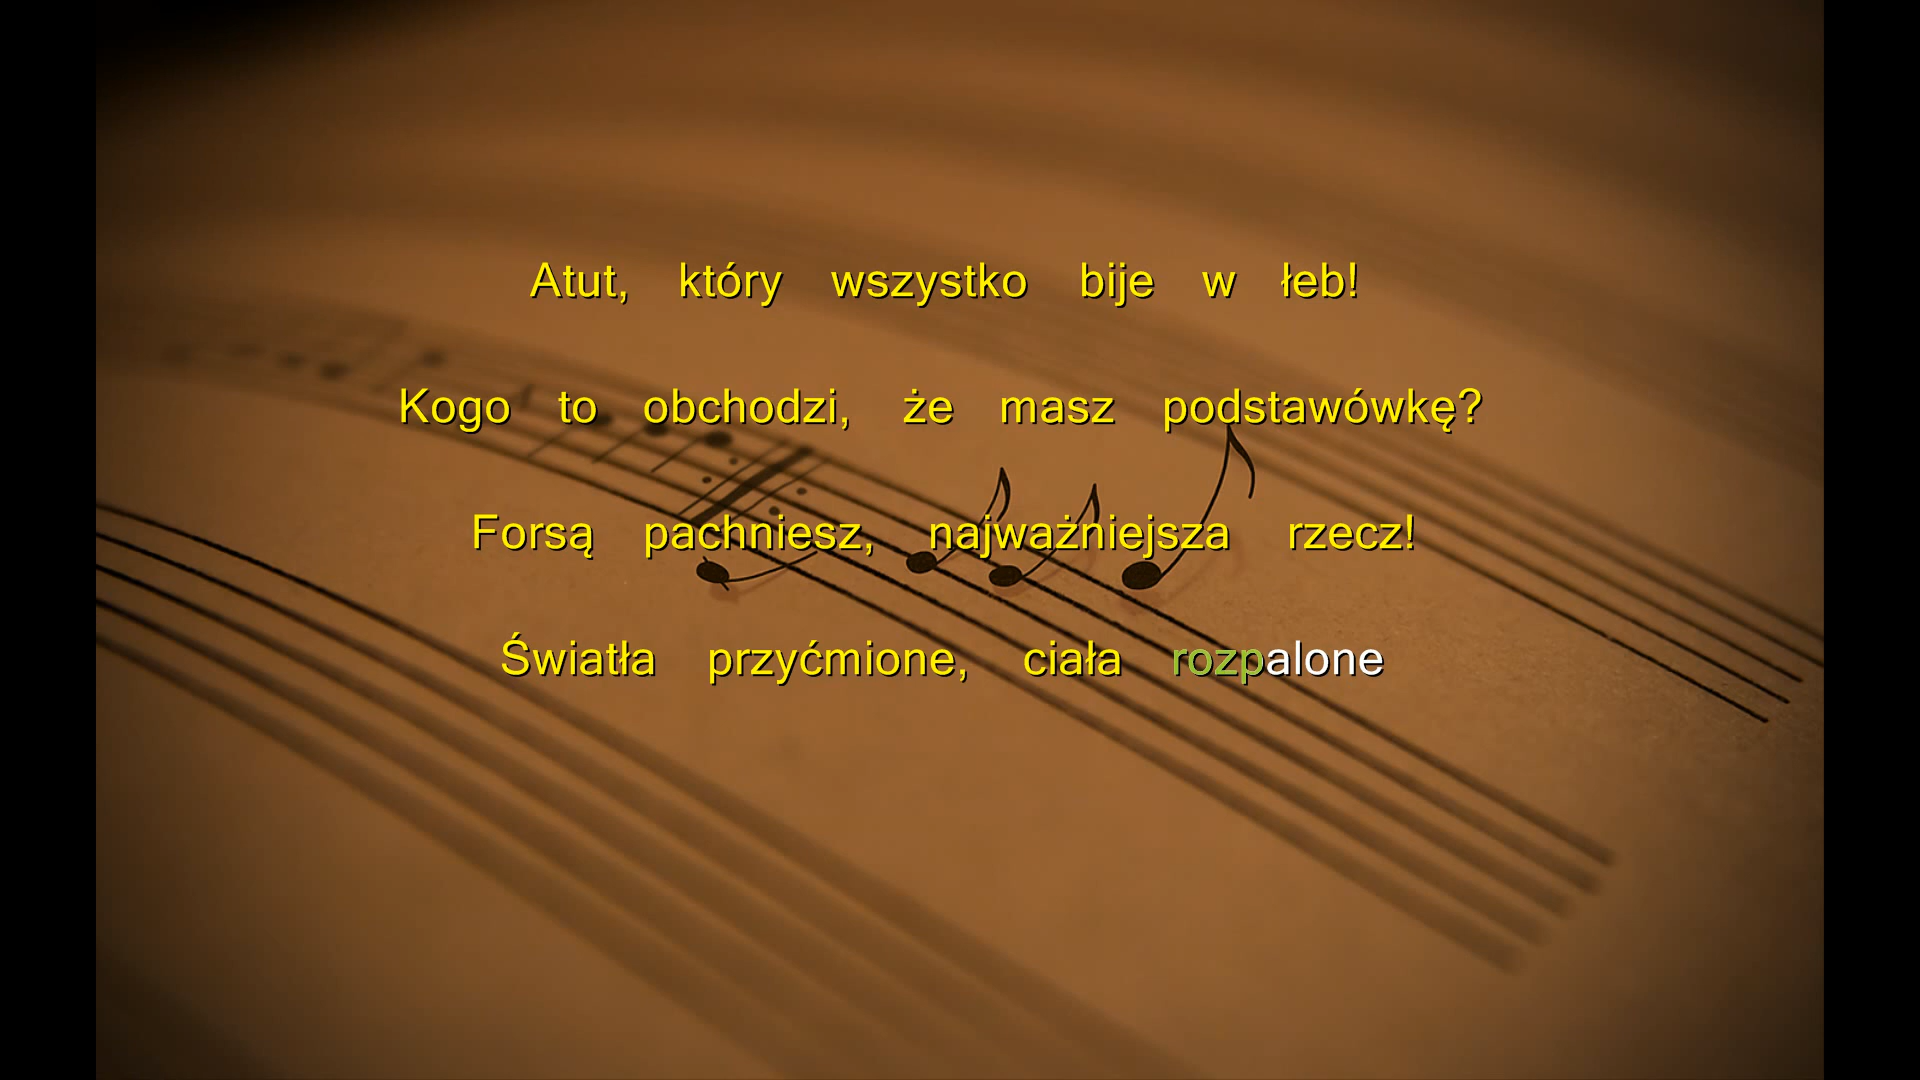 Atut, który wszystko bije w łeb!
Kogo to obchodzi, że masz podstawówkę?
Forsą pachniesz, najważniejsza rzecz!
Światła przyćmione, ciała rozpalone